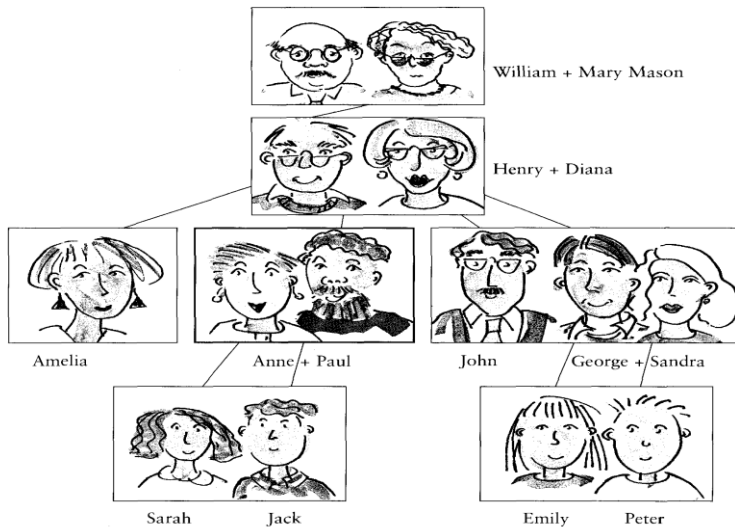 William + Mary Mason
Henry + Diana
Amelia
Anne + Paul
John
George + Sandra
Sarah
Jack
Emily
Peter